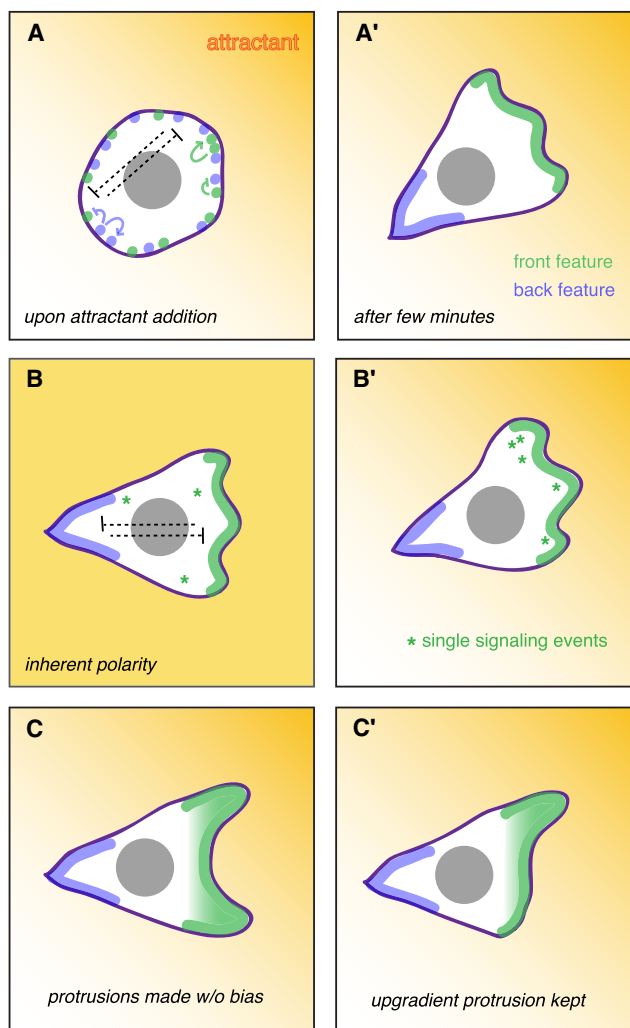 A
attractant
upon attractant addition
A'
front feature
back feature
after few minutes
B
inherent polarity
B'
* single signaling events
C
protrusions made w/o bias
C'
upgradient protrusion kept